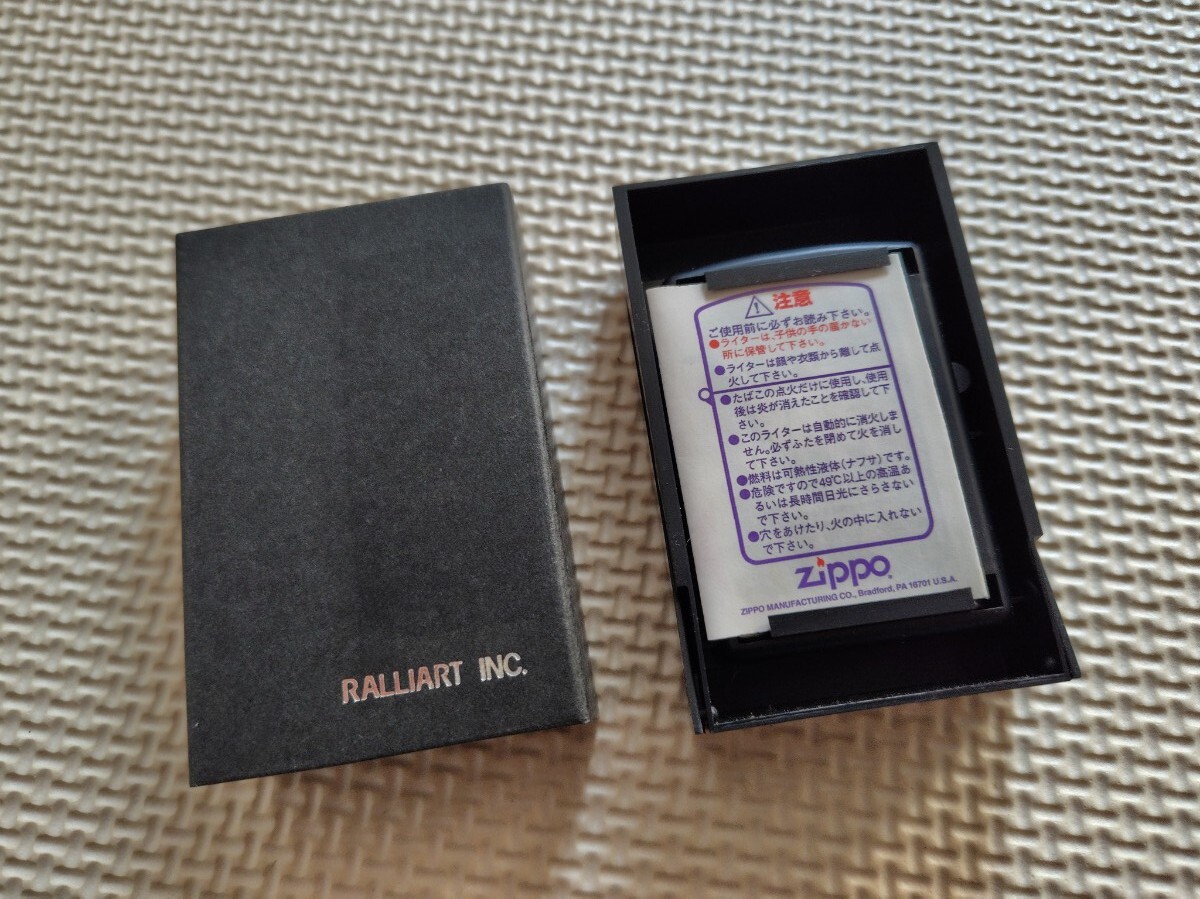 RALLIART INC.
注意
ご使用前に必ずお読み下さい。
●ライターは、子供の手の届かない
所に保管して下さい。
●ライターは顔や衣類から離して点
火して下さい。
●たばこの点火だけに使用し、使用
後は炎が消えたことを確認して下
さい。
●このライターは自動的に消火しま
せん。必ずふたを閉めて火を消し
て下さい。
●燃料は可熱性液体(ナフサ)です。
●危険ですので49℃以上の高温あ
るいは長時間日光にさらさない
で下さい。
●穴をあけたり、火の中に入れない
で下さい。
zippo
ZIPPO MANUFACTURING CO., Bradford, PA 16701 U.S.A.